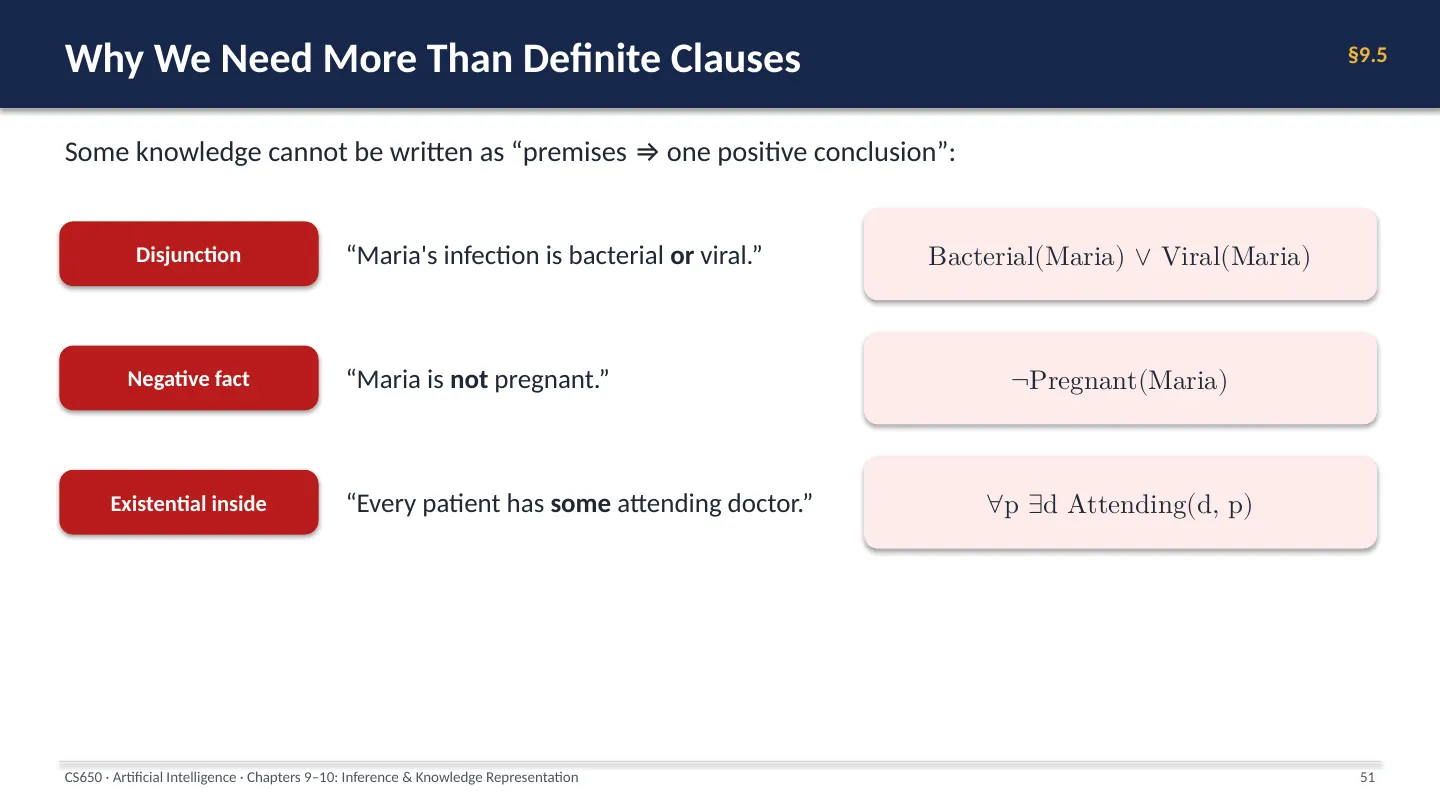 Why We Need More Than Definite Clauses
§9.5
Some knowledge cannot be written as “premises ⇒ one positive conclusion”:
Disjunction
“Maria's infection is bacterial or viral.”
Bacterial(Maria) ∨ Viral(Maria)
Negative fact
“Maria is not pregnant.”
¬Pregnant(Maria)
Existential inside
“Every patient has some attending doctor.”
∀p ∃d Attending(d, p)
CS650 · Artificial Intelligence · Chapters 9–10: Inference & Knowledge Representation
51